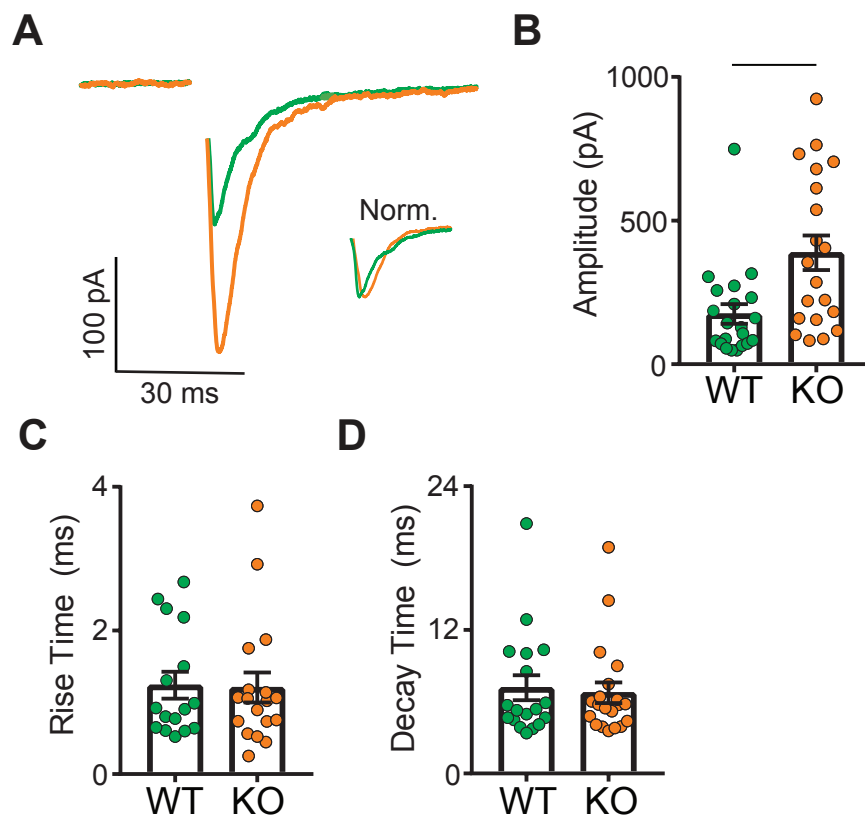 A
Norm.
100 pA
30 ms
B
Amplitude (pA)
1000
500
0
WT
KO
C
Rise Time (ms)
4
2
0
WT
KO
D
Decay Time (ms)
24
12
0
WT
KO